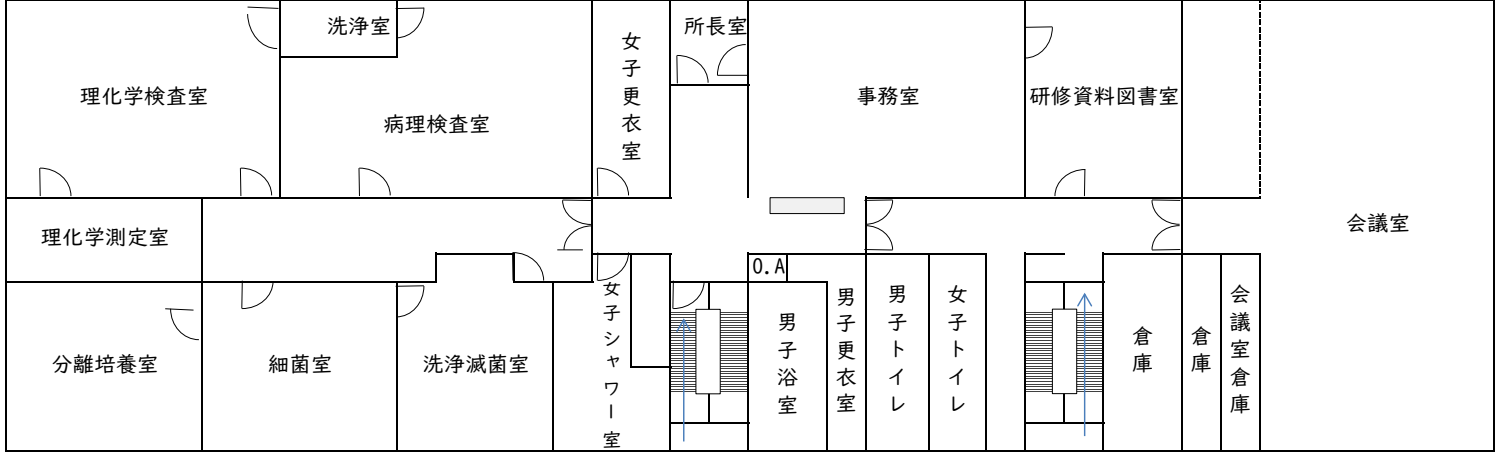 洗浄室
所長室
女子更衣室
理化学検査室
病理検査室
事務室
研修資料図書室
理化学測定室
会議室
O.A
分離培養室
細菌室
洗浄滅菌室
女子シャワー室
男子浴室
男子更衣室
男子トイレ
女子トイレ
倉庫
倉庫
会議室倉庫